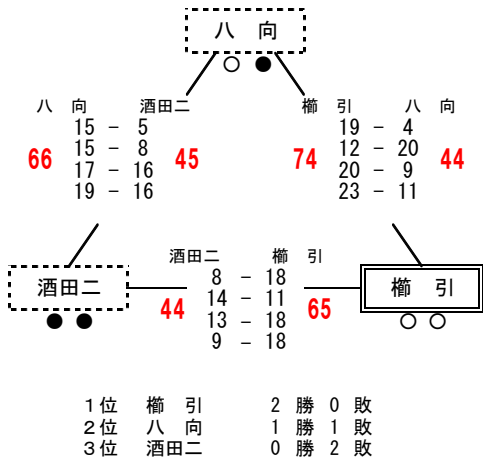 八 向
○ ●
八 向 酒田二
15 - 5
15 - 8
17 - 16
19 - 16
66 45
櫛 引 八 向
19 - 4
12 - 20
20 - 9
23 - 11
74 44
酒田二 櫛 引
8 - 18
14 - 11
13 - 18
9 - 18
44 65
酒田二
● ●
櫛 引
○ ○
1位 櫛 引 2 勝 0 敗
2位 八 向 1 勝 1 敗
3位 酒田二 0 勝 2 敗